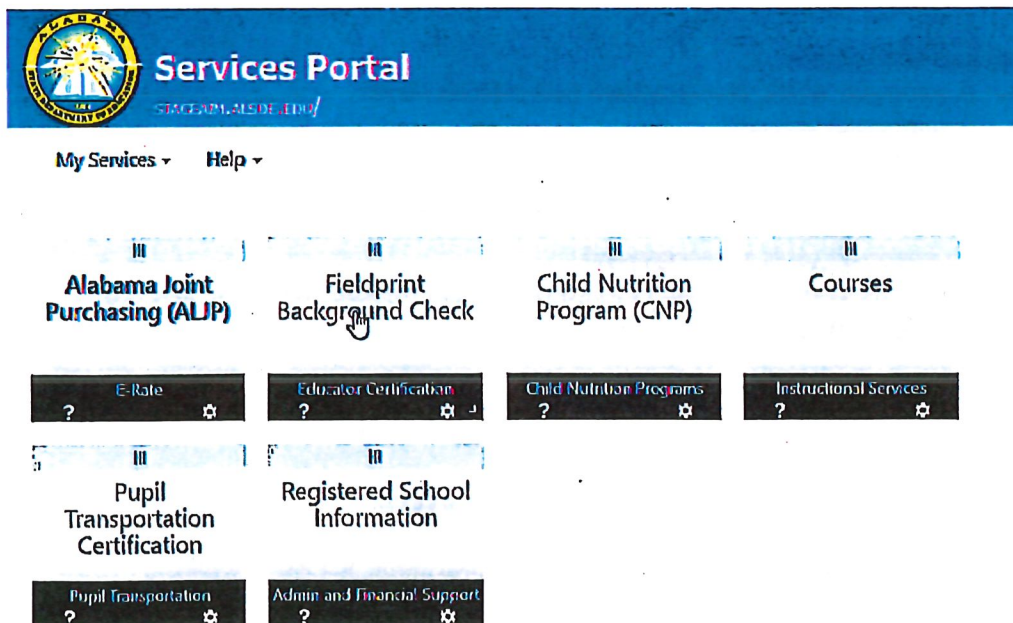 ALABAMA
Services Portal
My Services
Help
Alabama Joint
Purchasing (ALJP)
Fieldprint
Background Check
Child Nutrition
Program (CNP)
Courses
E-Rate
?
Educator Certification
?
Child Nutrition Programs
?
Instructional Services
?
Pupil
Transportation
Certification
Registered School
Information
Pupil Transportation
?
Admin and Financial Support
?